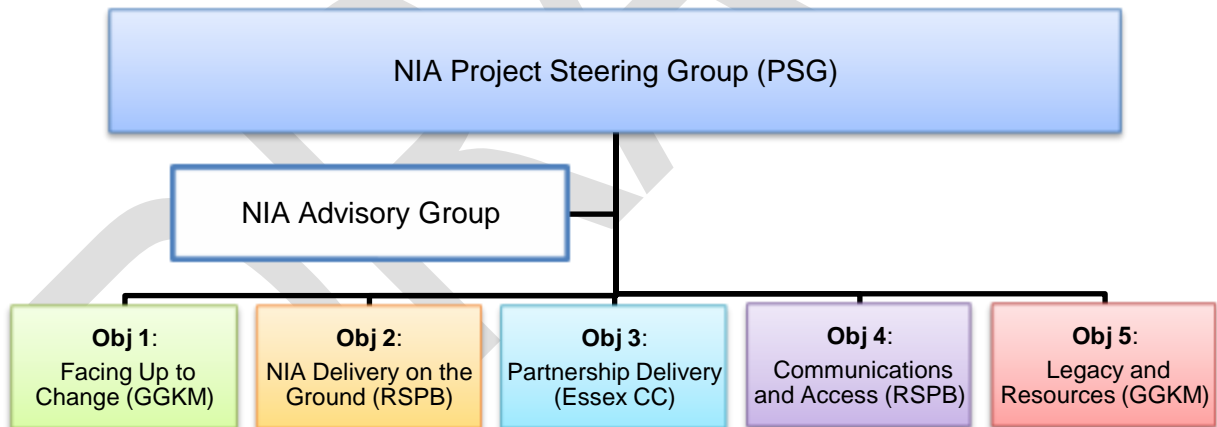 NIA Project Steering Group (PSG)
NIA Advisory Group
Obj 1:
Facing Up to
Change (GGKM)
Obj 2:
NIA Delivery on the
Ground (RSPB)
Obj 3:
Partnership Delivery
(Essex CC)
Obj 4:
Communications
and Access (RSPB)
Obj 5:
Legacy and
Resources (GGKM)